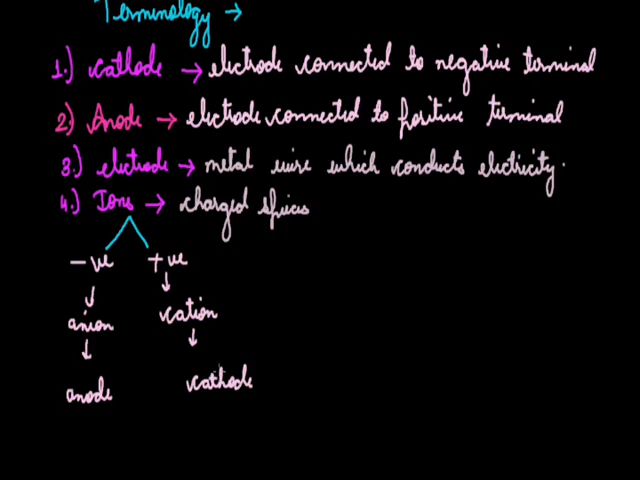 Terminology →
1.) Cathode → electrode connected to negative terminal
2.) Anode → electrode connected to positive terminal
3.) electrode → metal wire which conducts electricity.
4.) Ions → charged spices
-ve +ve
↓ ↓
anion cation
↓ ↓
anode cathode